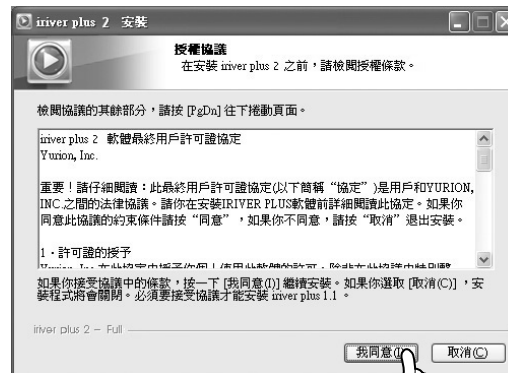 iriver plus 2 安裝
授權協議
在安裝 iriver plus 2 之前，請檢閱授權條款。
檢閱協議的其餘部分，請按 [PgDn] 往下捲動頁面。
iriver plus 2 軟體最終用戶許可證協定
Yurion, Inc.
重要！請仔細閱讀：此最終用戶許可證協定(以下簡稱“協定”)是用戶和YURION,
INC.之間的法律協議。請你在安裝IRIVER PLUS軟體前詳細閱讀此協定。如果你
同意此協議的約束條件請按“同意”，如果你不同意，請按“取消”退出安裝。
1．許可證的授予
如果你接受協議中的條款，按一下 [我同意(I)] 繼續安裝。如果你選取 [取消(C)] ，安
裝程式將會關閉。必須要接受協議才能安裝 iriver plus 1.1 。
iriver plus 2 – Full
我同意(I)
取消(C)